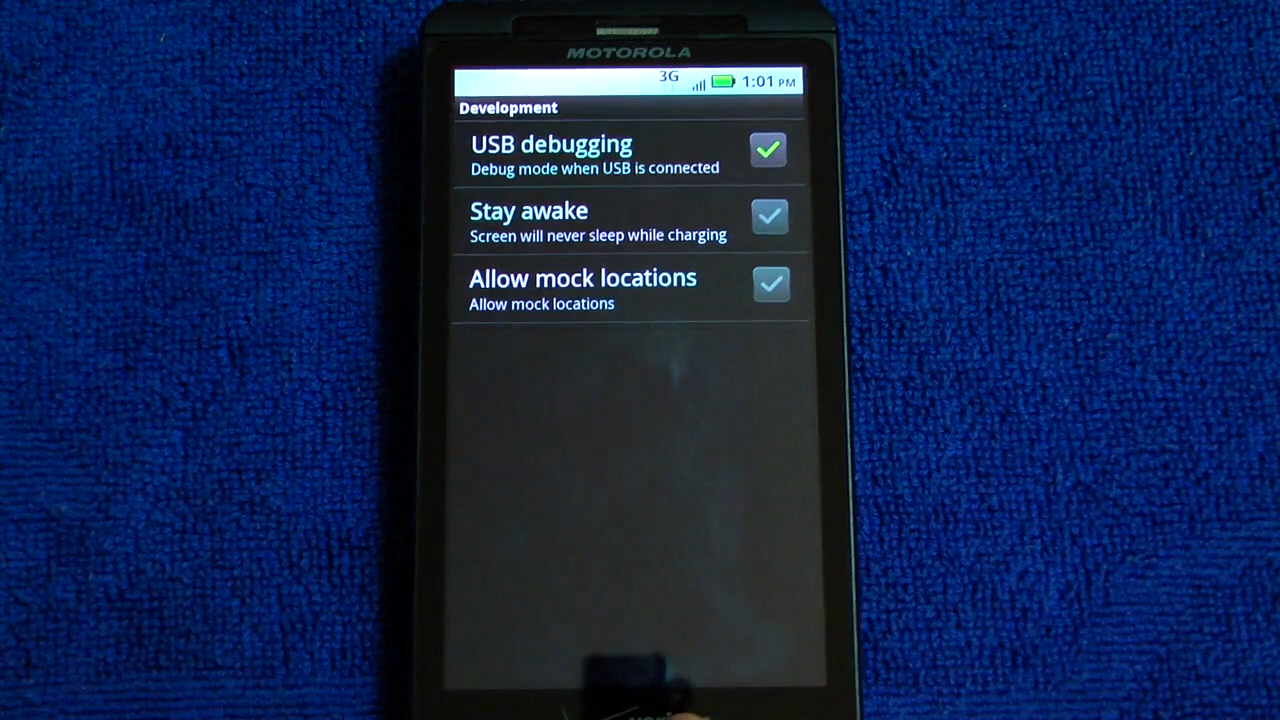 MOTOROLA
3G 1:01 PM
Development
USB debugging
Debug mode when USB is connected
Stay awake
Screen will never sleep while charging
Allow mock locations
Allow mock locations